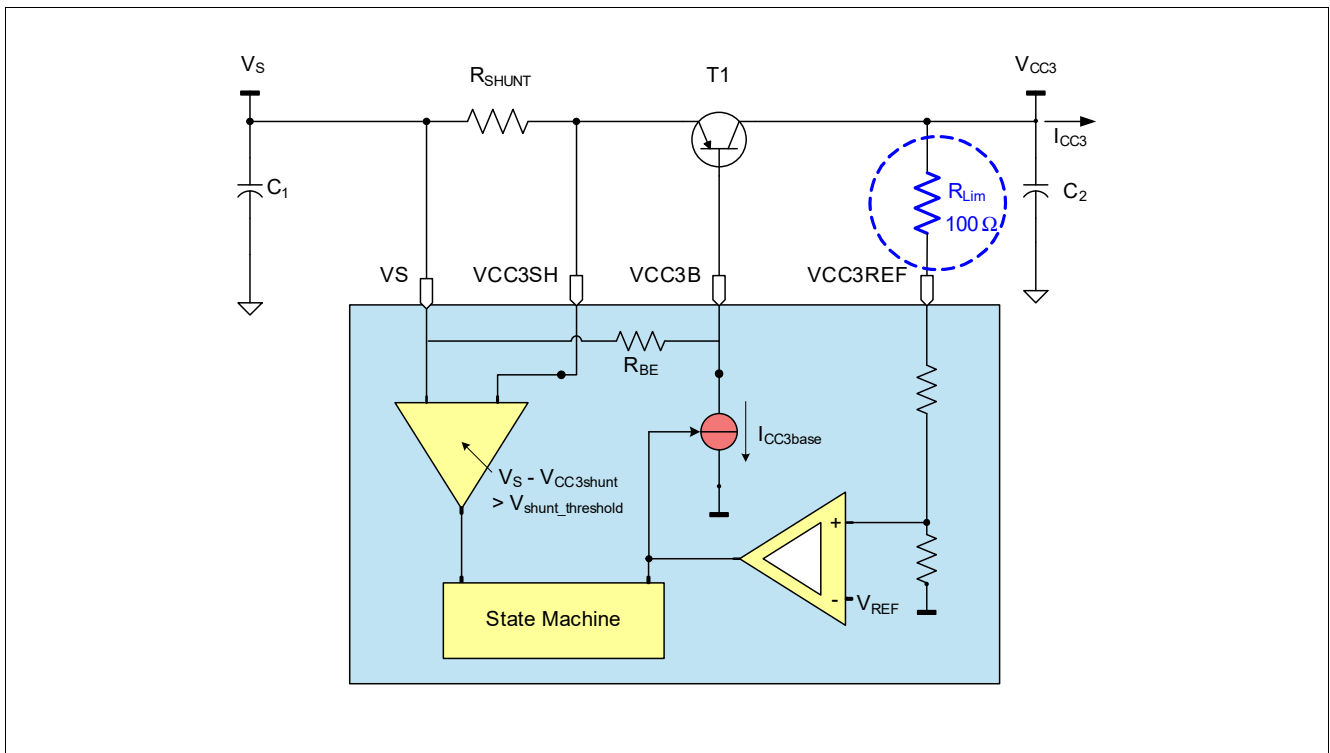 VS
RSHUNT
T1
VCC3
ICC3
C1
RLim
100 Ω
C2
VS
VCC3SH
VCC3B
VCC3REF
RBE
ICC3base
VS - VCC3shunt
> Vshunt_threshold
+
-
VREF
State Machine